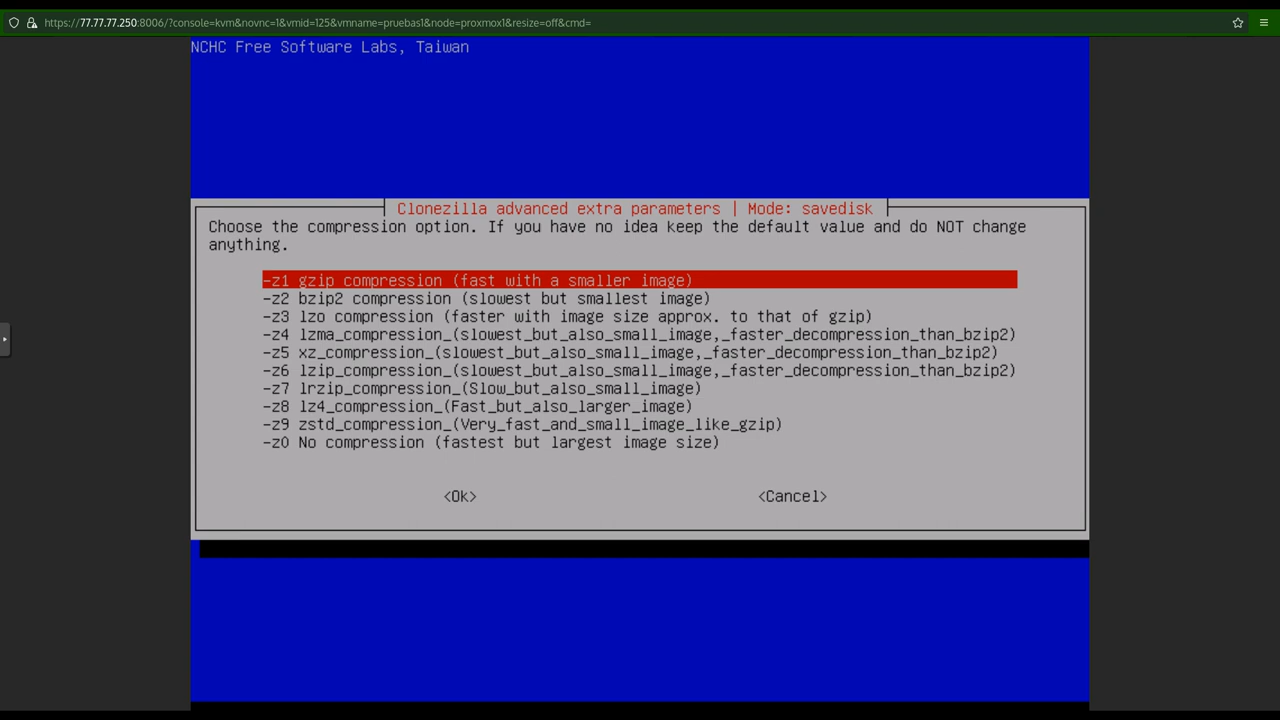 https://77.77.77.250:8006/?console=kvm&novnc=1&vmid=125&vmname=pruebas1&node=proxmox1&resize=off&cmd=
NCHC Free Software Labs, Taiwan
Clonezilla advanced extra parameters | Mode: savedisk
Choose the compression option. If you have no idea keep the default value and do NOT change
anything.
-z1 gzip compression (fast with a smaller image)
-z2 bzip2 compression (slowest but smallest image)
-z3 lzo compression (faster with image size approx. to that of gzip)
-z4 lzma_compression_(slowest_but_also_small_image,_faster_decompression_than_bzip2)
-z5 xz_compression_(slowest_but_also_small_image,_faster_decompression_than_bzip2)
-z6 lzip_compression_(slowest_but_also_small_image,_faster_decompression_than_bzip2)
-z7 lrzip_compression_(Slow_but_also_small_image)
-z8 lz4_compression_(Fast_but_also_larger_image)
-z9 zstd_compression_(Very_fast_and_small_image_like_gzip)
-z0 No compression (fastest but largest image size)
<Ok> <Cancel>